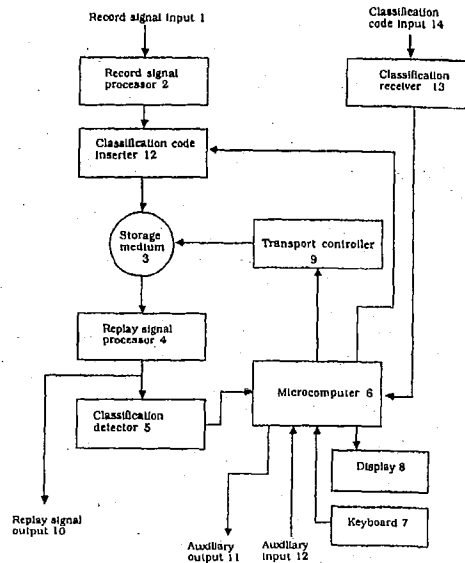 Record signal input 1
Classification
code input 14
Record signal
processor 2
Classification
receiver 13
Classification code
inserter 12
Storage
medium
3
Transport controller
9
Replay signal
processor 4
Microcomputer 6
Classification
detector 5
Display 8
Keyboard 7
Replay signal
output 10
Auxiliary
output 11
Auxiliary
input 12